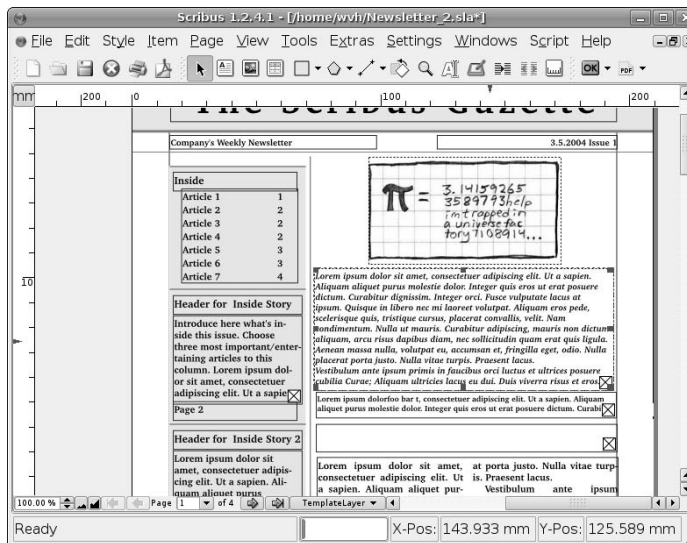 Scribus 1.2.4.1 - [/home/wvh/Newsletter_2.sla*]
File Edit Style Item Page View Tools Extras Settings Windows Script Help
OK PDF
mm 200 0 100 200
The Scribus Gazette
Company's Weekly Newsletter
3.5.2004 Issue 1
Inside
Article 1 1
Article 2 2
Article 3 2
Article 4 2
Article 5 3
Article 6 3
Article 7 4
π = 3.14159265
3589793help
im trapped in
a universe fac
tory7108914...
10
Lorem ipsum dolor sit amet, consectetuer adipiscing elit. Ut a sapien.
Aliquam aliquet purus molestie dolor. Integer quis eros ut erat posuere
dictum. Curabitur dignissim. Integer orci. Fusce vulputate lacus at
ipsum. Quisque in libero nec mi laoreet volutpat. Aliquam eros pede,
scelerisque quis, tristique cursus, placerat convallis, velit. Nam
condimentum. Nulla ut mauris. Curabitur adipiscing, mauris non dictum
aliquam, arcu risus dapibus diam, nec sollicitudin quam erat quis ligula.
Aenean massa nulla, volutpat eu, accumsan et, fringilla eget, odio. Nulla
placerat porta justo. Nulla vitae turpis. Praesent lacus.
Vestibulum ante ipsum primis in faucibus orci luctus et ultrices posuere
cubilia Curae; Aliquam ultricies lacus eu dui. Duis viverra risus et eros.
Header for Inside Story
Introduce here what's in-
side this issue. Choose
three most important/enter-
taining articles to this
column. Lorem ipsum dol-
or sit amet, consectetuer
adipiscing elit. Ut a sapie
Page 2
Lorem ipsum dolorfoo bar t, consectetuer adipiscing elit. Ut a sapien. Aliquam
aliquet purus molestie dolor. Integer quis eros ut erat posuere dictum. Curabi
Header for Inside Story 2
Lorem ipsum dolor sit
amet, consectetuer adipis-
cing elit. Ut a sapien. Ali-
quam aliquet purus
Lorem ipsum dolor sit amet,
consectetuer adipiscing elit. Ut
a sapien. Aliquam aliquet pur-
at porta justo. Nulla vitae turp-
is. Praesent lacus.
Vestibulum ante ipsum
100.00 % Page 1 of 4 TemplateLayer
Ready X-Pos: 143.933 mm Y-Pos: 125.589 mm